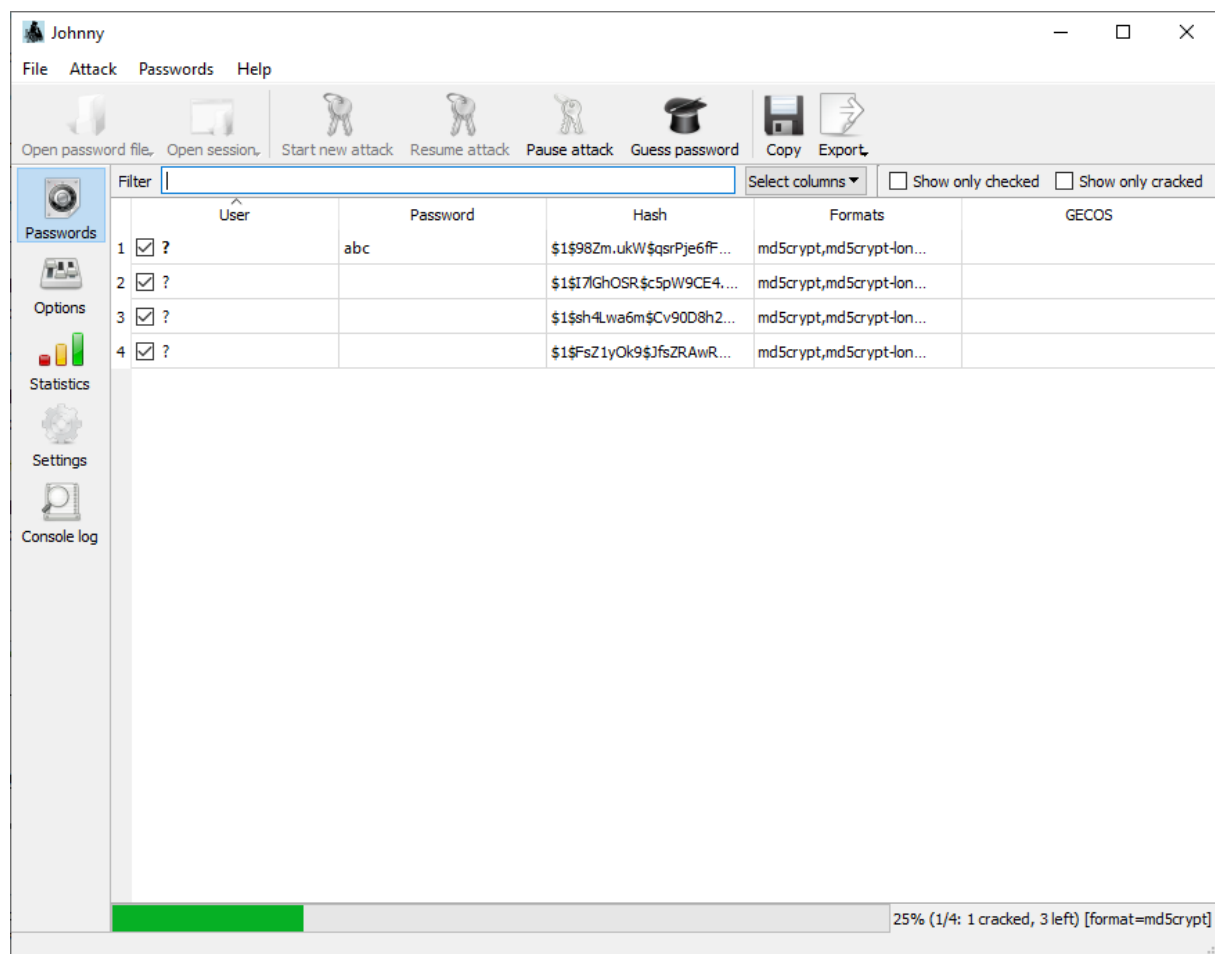 Johnny
File Attack Passwords Help
Open password file Open session Start new attack Resume attack Pause attack Guess password Copy Export
Passwords
Options
Statistics
Settings
Console log
Filter Select columns Show only checked Show only cracked
User Password Hash Formats GECOS
1 ? abc $1$98Zm.ukW$qsrPje6fF... md5crypt,md5crypt-lon...
2 ? $1$I7lGhOSR$c5pW9CE4.... md5crypt,md5crypt-lon...
3 ? $1$sh4Lwa6m$Cv90D8h2... md5crypt,md5crypt-lon...
4 ? $1$FsZ1yOk9$JfsZRAwR... md5crypt,md5crypt-lon...
25% (1/4: 1 cracked, 3 left) [format=md5crypt]